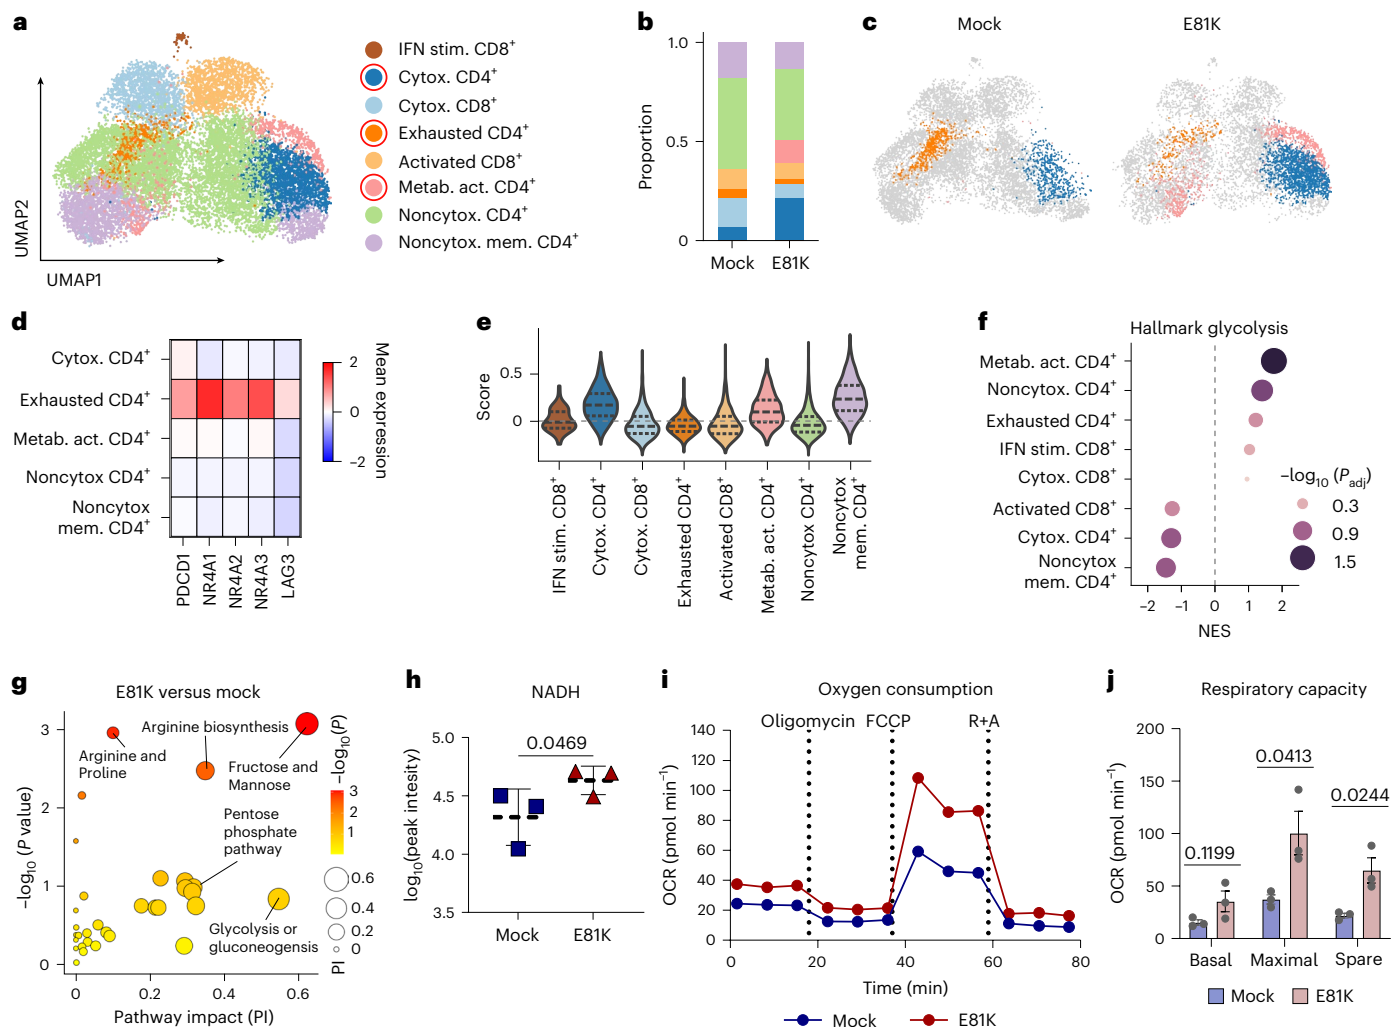 a
IFN stim. CD8+
Cytox. CD4+
Cytox. CD8+
Exhausted CD4+
Activated CD8+
Metab. act. CD4+
Noncytox. CD4+
Noncytox. mem. CD4+
UMAP2
UMAP1
b
1.0
0.5
0
Proportion
Mock
E81K
c
Mock
E81K
d
Cytox. CD4+
Exhausted CD4+
Metab. act. CD4+
Noncytox CD4+
Noncytox
mem. CD4+
PDCD1
NR4A1
NR4A2
NR4A3
LAG3
2
0
−2
Mean expression
e
Score
0.5
0
IFN stim. CD8+
Cytox. CD4+
Cytox. CD8+
Exhausted CD4+
Activated CD8+
Metab. act. CD4+
Noncytox CD4+
Noncytox
mem. CD4+
f
Hallmark glycolysis
Metab. act. CD4+
Noncytox. CD4+
Exhausted CD4+
IFN stim. CD8+
Cytox. CD8+
Activated CD8+
Cytox. CD4+
Noncytox
mem. CD4+
−log10 (Padj)
0.3
0.9
1.5
−2
−1
0
1
2
NES
g
E81K versus mock
3
2
1
0
−log10 (P value)
Arginine biosynthesis
Arginine and
Proline
Fructose and
Mannose
Pentose
phosphate
pathway
Glycolysis or
gluconeogensis
−log10(P)
3
2
1
0.6
0.4
0.2
0
PI
0
0.2
0.4
0.6
Pathway impact (PI)
h
NADH
5.0
4.5
4.0
3.5
log10(peak intensity)
0.0469
Mock
E81K
i
Oxygen consumption
Oligomycin
FCCP
R+A
140
120
100
80
60
40
20
0
OCR (pmol min−1)
0
20
40
60
80
Time (min)
Mock
E81K
j
Respiratory capacity
200
150
100
50
0
OCR (pmol min−1)
0.1199
0.0413
0.0244
Basal
Maximal
Spare
Mock
E81K